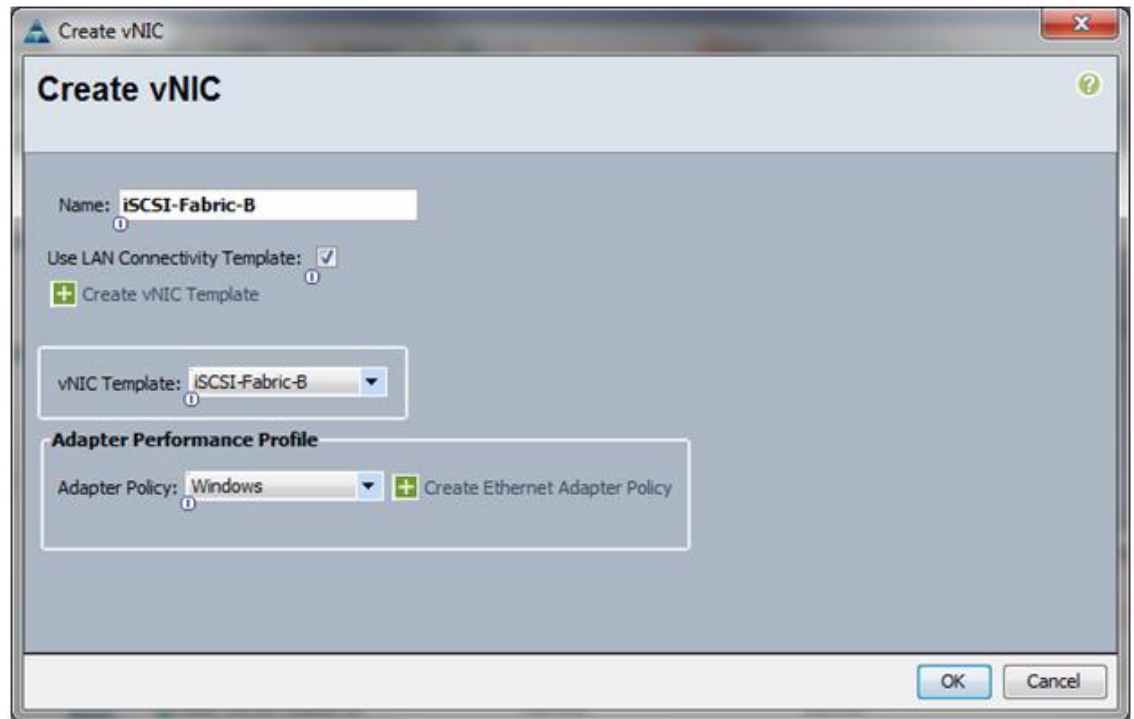 Create vNIC
Create vNIC
Name: iSCSI-Fabric-B
Use LAN Connectivity Template:
Create vNIC Template
vNIC Template: iSCSI-Fabric-B
Adapter Performance Profile
Adapter Policy: Windows
Create Ethernet Adapter Policy
OK Cancel